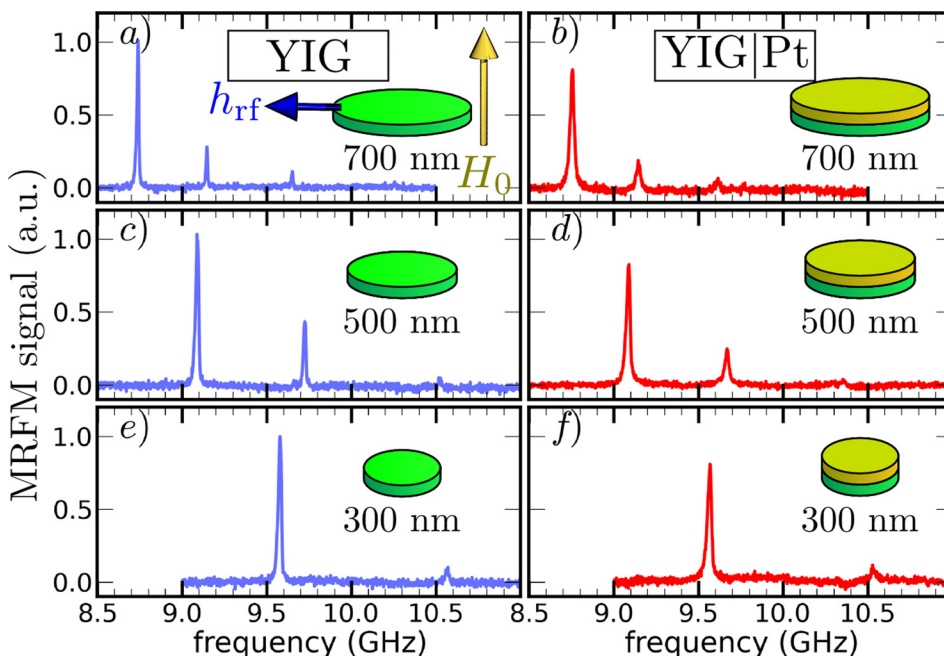 MRFM signal (a.u.)
a)
YIG
h_rf
H_0
700 nm
1.0
0.5
0.0
b)
YIG|Pt
700 nm
c)
500 nm
1.0
0.5
0.0
d)
500 nm
e)
300 nm
1.0
0.5
0.0
f)
300 nm
8.5 9.0 9.5 10.0 10.5
frequency (GHz)
8.5 9.0 9.5 10.0 10.5
frequency (GHz)